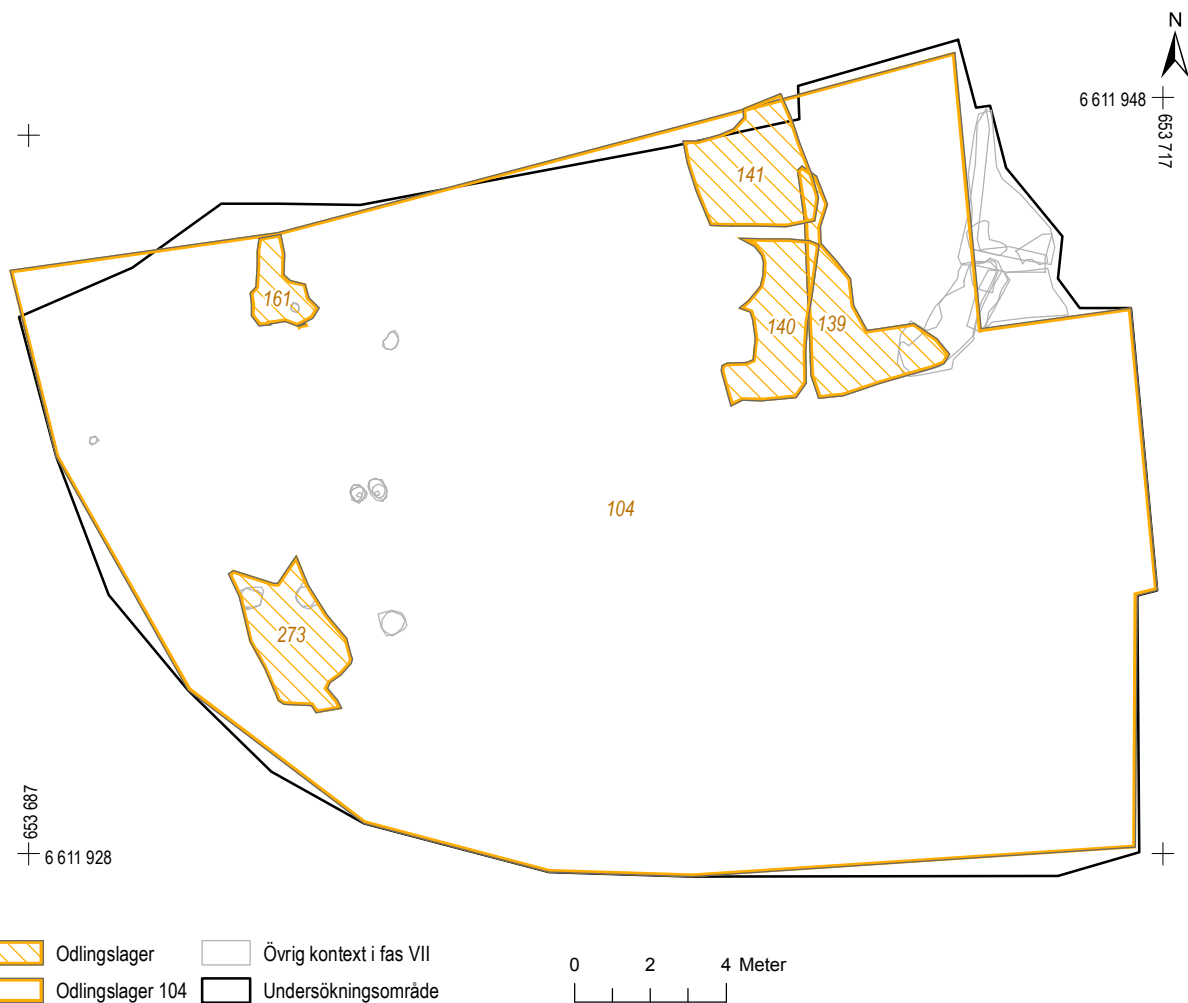 N
6 611 948
653 717
141
161
140
139
104
273
653 687
6 611 928
Odlingslager
Övrig kontext i fas VII
0 2 4 Meter
Odlingslager 104
Undersökningsområde